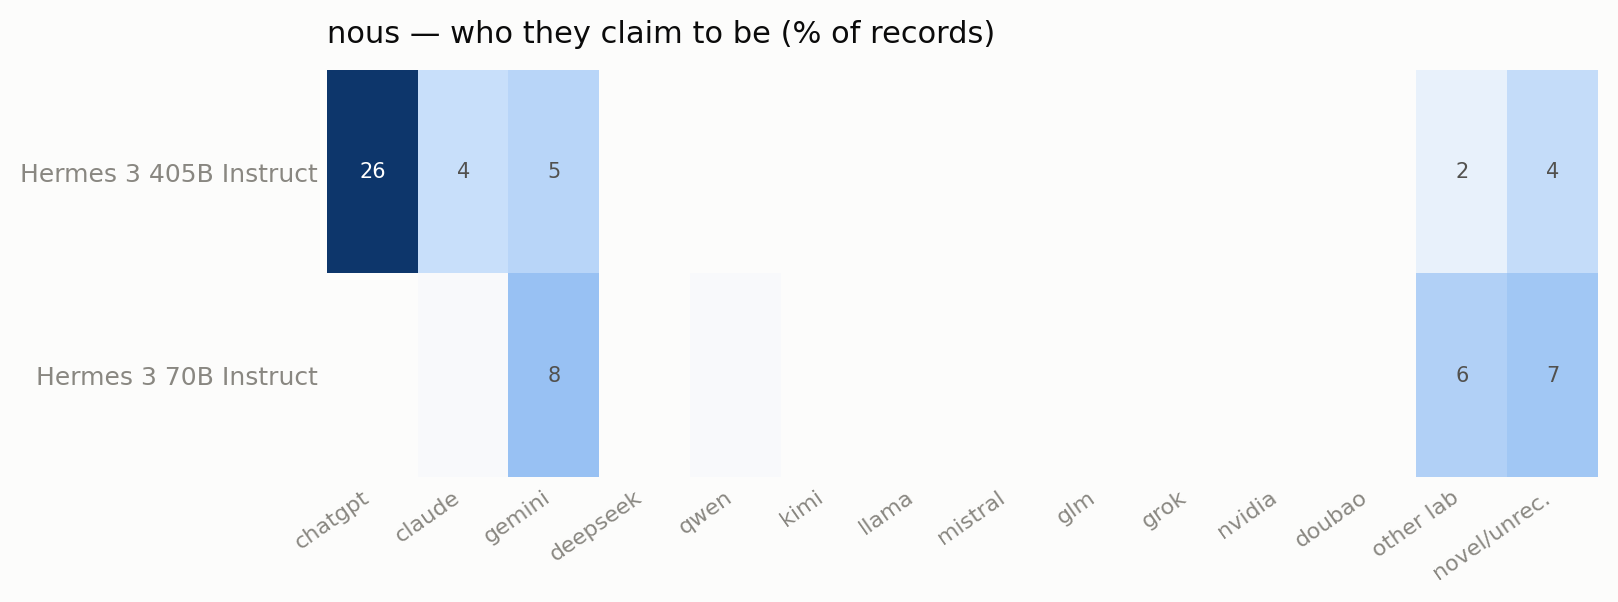 nous — who they claim to be (% of records)
Hermes 3 405B Instruct 26 4 5 2 4
Hermes 3 70B Instruct 8 6 7
chatgpt claude gemini deepseek qwen kimi llama mistral glm grok nvidia doubao other lab novel/unrec.